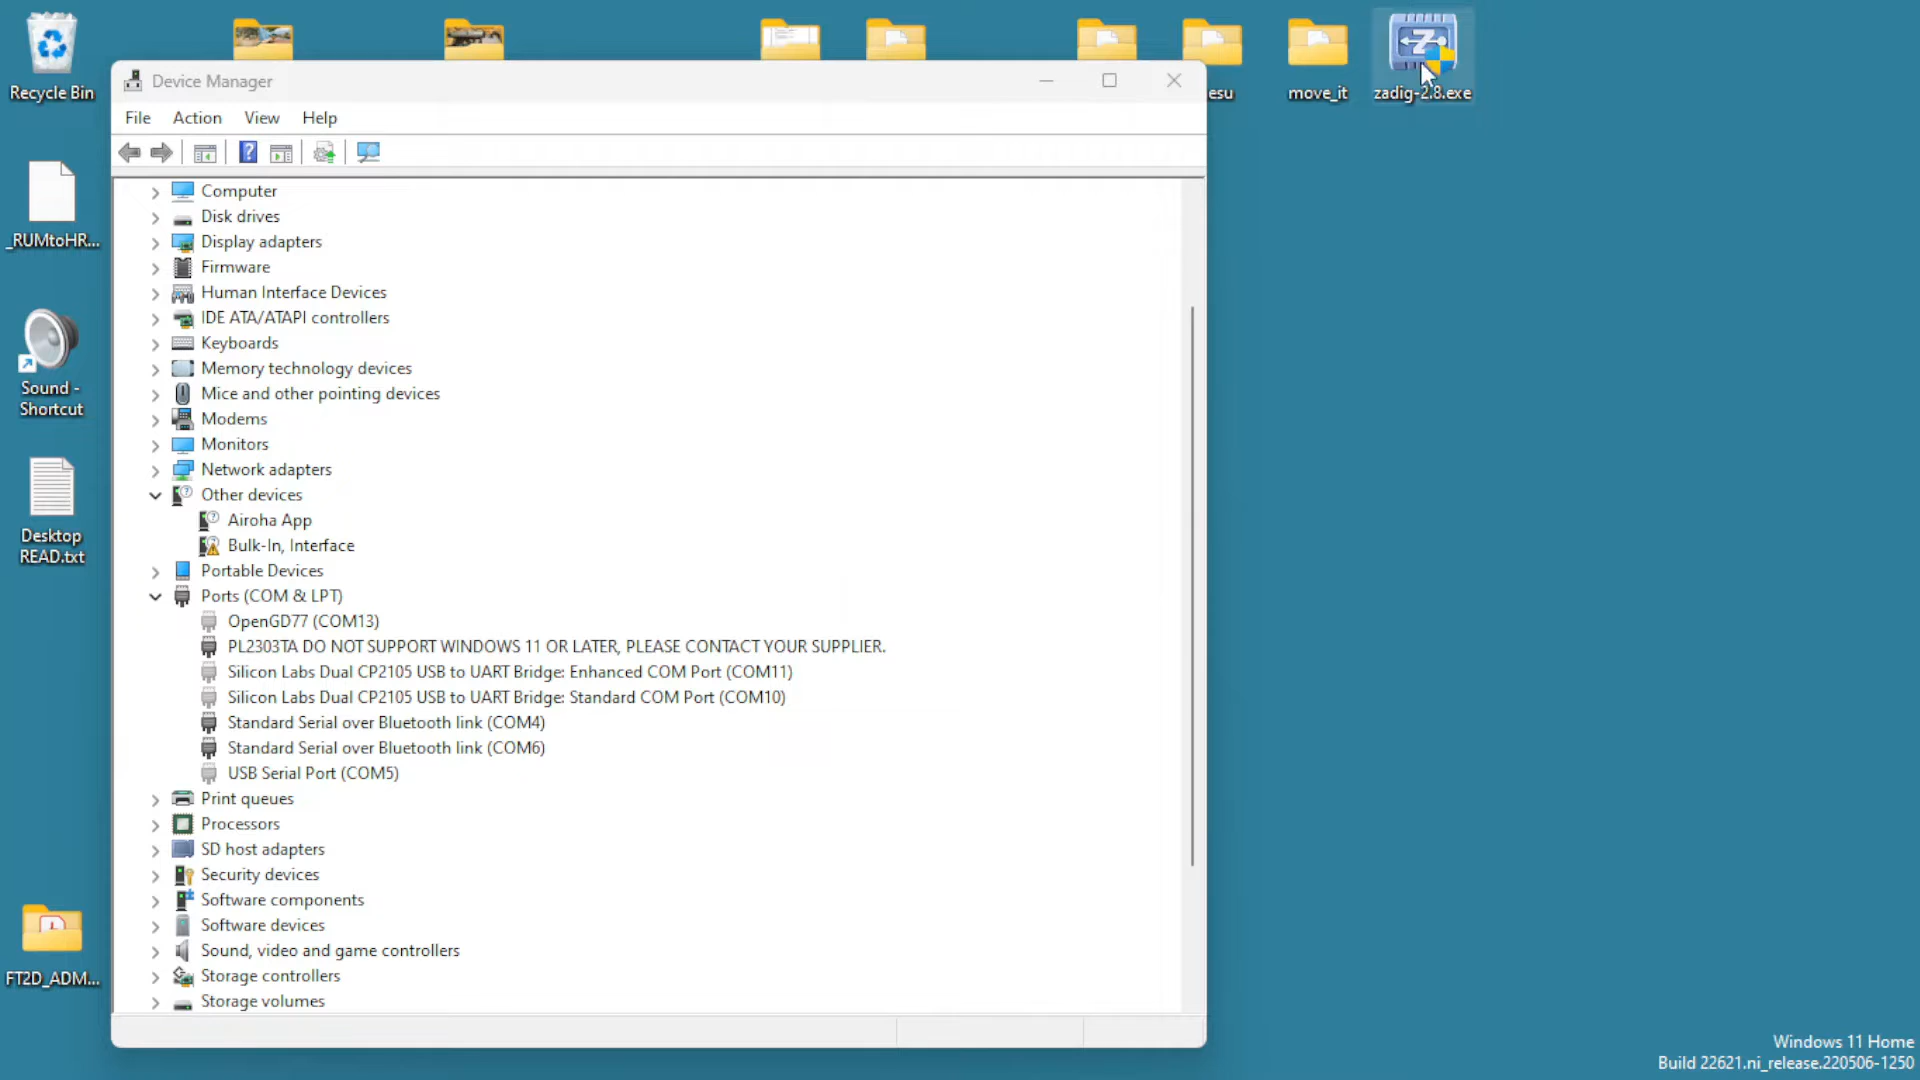 Recycle Bin
esu
move_it
zadig-2.8.exe
_RUMtoHR...
Sound -
Shortcut
Desktop
READ.txt
FT2D_ADM...
Device Manager
File Action View Help
Computer
Disk drives
Display adapters
Firmware
Human Interface Devices
IDE ATA/ATAPI controllers
Keyboards
Memory technology devices
Mice and other pointing devices
Modems
Monitors
Network adapters
Other devices
Airoha App
Bulk-In, Interface
Portable Devices
Ports (COM & LPT)
OpenGD77 (COM13)
PL2303TA DO NOT SUPPORT WINDOWS 11 OR LATER, PLEASE CONTACT YOUR SUPPLIER.
Silicon Labs Dual CP2105 USB to UART Bridge: Enhanced COM Port (COM11)
Silicon Labs Dual CP2105 USB to UART Bridge: Standard COM Port (COM10)
Standard Serial over Bluetooth link (COM4)
Standard Serial over Bluetooth link (COM6)
USB Serial Port (COM5)
Print queues
Processors
SD host adapters
Security devices
Software components
Software devices
Sound, video and game controllers
Storage controllers
Storage volumes
Windows 11 Home
Build 22621.ni_release.220506-1250